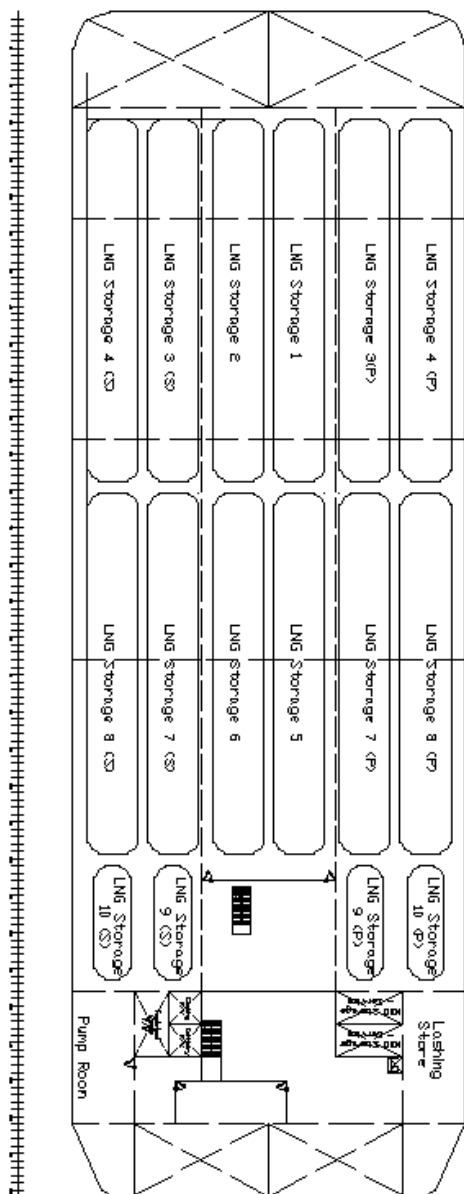 LNG Storage 4 (S)
LNG Storage 3 (S)
LNG Storage 2
LNG Storage 1
LNG Storage 3(P)
LNG Storage 4 (P)
LNG Storage 8 (S)
LNG Storage 7 (S)
LNG Storage 6
LNG Storage 5
LNG Storage 7 (P)
LNG Storage 8 (P)
LNG Storage
10 (S)
LNG Storage
9 (S)
LNG Storage
9 (P)
LNG Storage
10 (P)
Pump Room
Lashing
Store